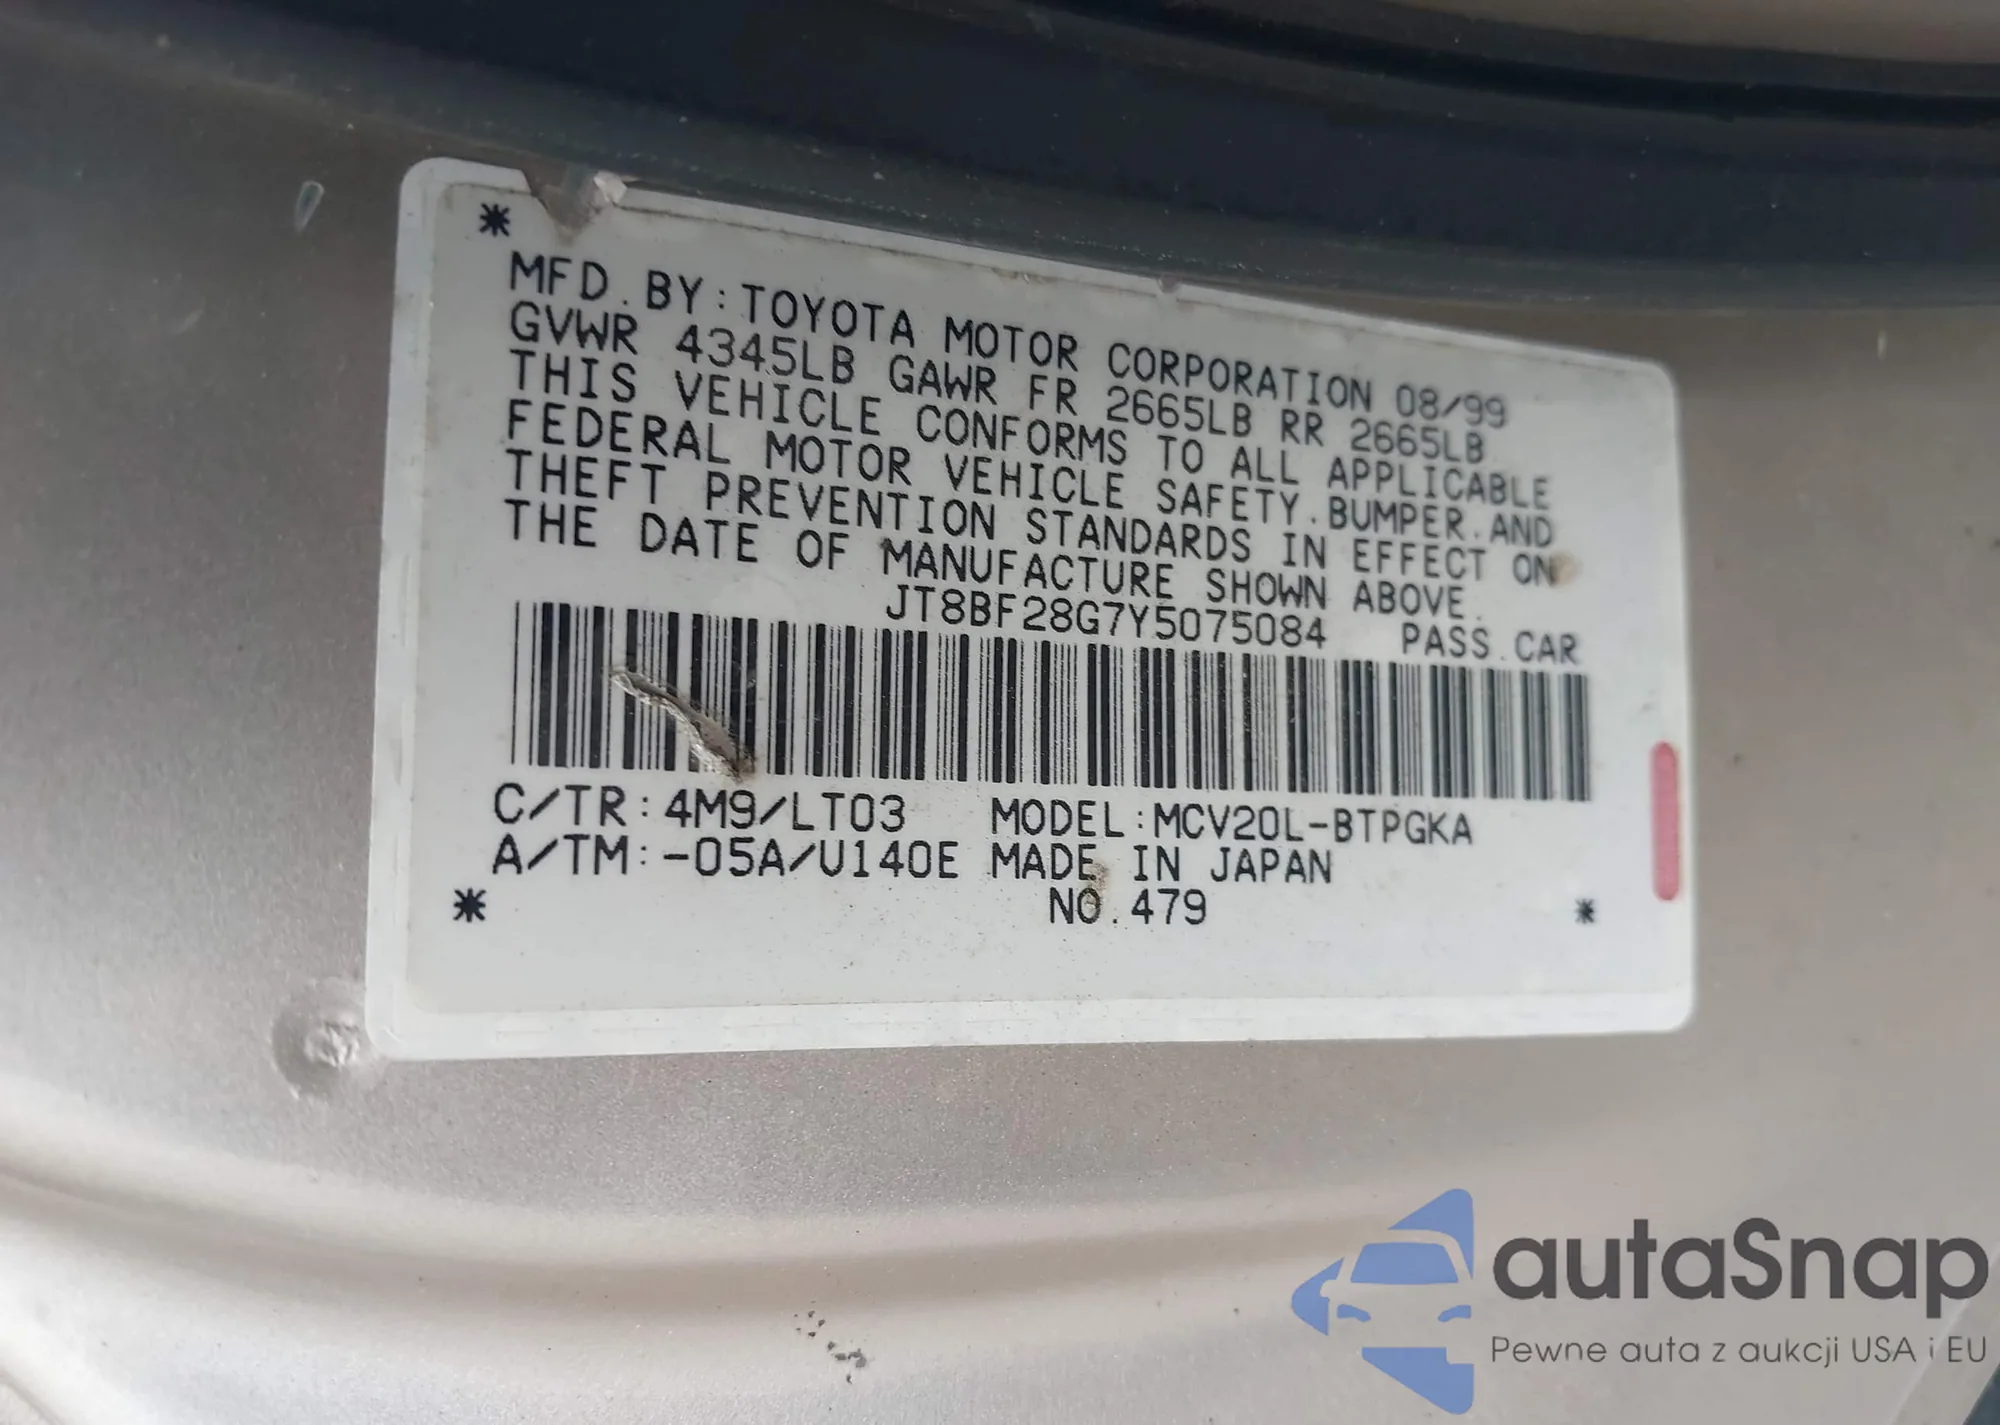 MFD.BY:TOYOTA MOTOR CORPORATION 08/99
GVWR 4345LB GAWR FR 2665LB RR 2665LB
THIS VEHICLE CONFORMS TO ALL APPLICABLE
FEDERAL MOTOR VEHICLE SAFETY.BUMPER.AND
THEFT PREVENTION STANDARDS IN EFFECT ON
THE DATE OF MANUFACTURE SHOWN ABOVE.
JT8BF28G7Y5075084 PASS.CAR
C/TR:4M9/LT03 MODEL:MCV20L-BTPGKA
A/TM:-05A/U140E MADE IN JAPAN
NO.479
autaSnap
Pewne auta z aukcji USA i EU